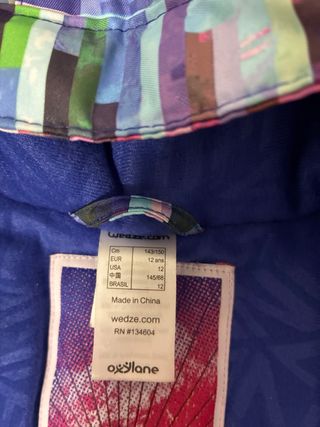 wedze.com
Cm 143/150
EUR 12 ans
USA 12
中国 145/68
BRASIL 12
Made in China
wedze.com
RN #134604
oxylane